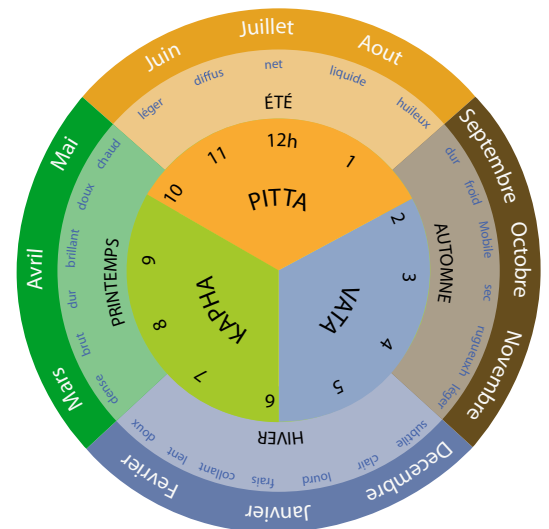 Juin
Juillet
Aout
Septembre
Octobre
Novembre
Decembre
Janvier
Fevrier
Mars
Avril
Mai
léger
diffus
net
liquide
huileux
ÉTÉ
dur
froid
Mobile
sec
rugueuxh
léger
AUTOMNE
subtile
clair
lourd
frais
collant
lent
doux
HIVER
dense
brut
dur
brillant
doux
chaud
PRINTEMPS
10
11
12h
1
PITTA
2
3
4
5
VATA
6
7
8
9
KAPHA